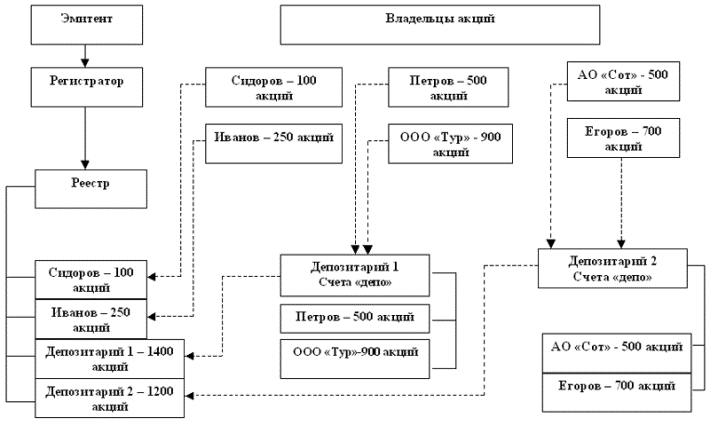 Эмитент
Владельцы акций
Регистратор
Сидоров – 100
акций
Петров – 500
акций
АО «Сот» - 500
акций
Иванов – 250 акций
ООО «Тур» - 900
акций
Егоров – 700
акций
Реестр
Сидоров – 100
акций
Депозитарий 1
Счета «депо»
Депозитарий 2
Счета «депо»
Иванов – 250
акций
Петров – 500 акций
Депозитарий 1 – 1400
акций
ООО «Тур»-900 акций
АО «Сот» - 500 акций
Депозитарий 2 – 1200
акций
Егоров – 700 акций